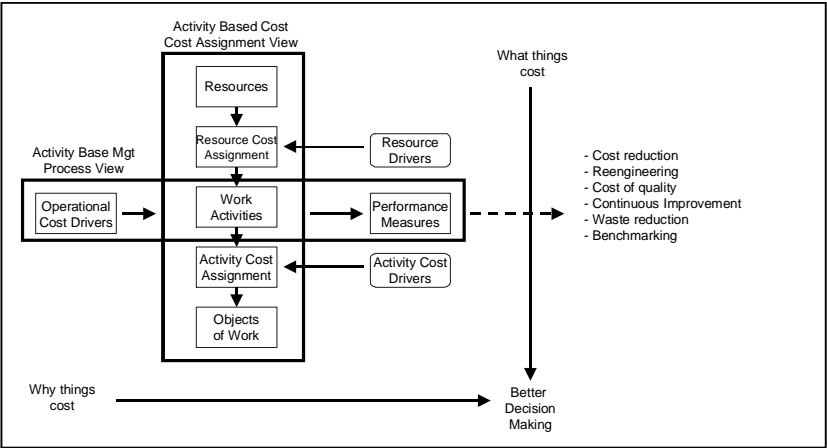 Activity Based Cost
Cost Assignment View
What things
cost
Resources
Resource Cost
Assignment
Resource
Drivers
Activity Base Mgt
Process View
- Cost reduction
- Reengineering
- Cost of quality
- Continuous Improvement
- Waste reduction
- Benchmarking
Operational
Cost Drivers
Work
Activities
Performance
Measures
Activity Cost
Assignment
Activity Cost
Drivers
Objects
of Work
Why things
cost
Better
Decision
Making